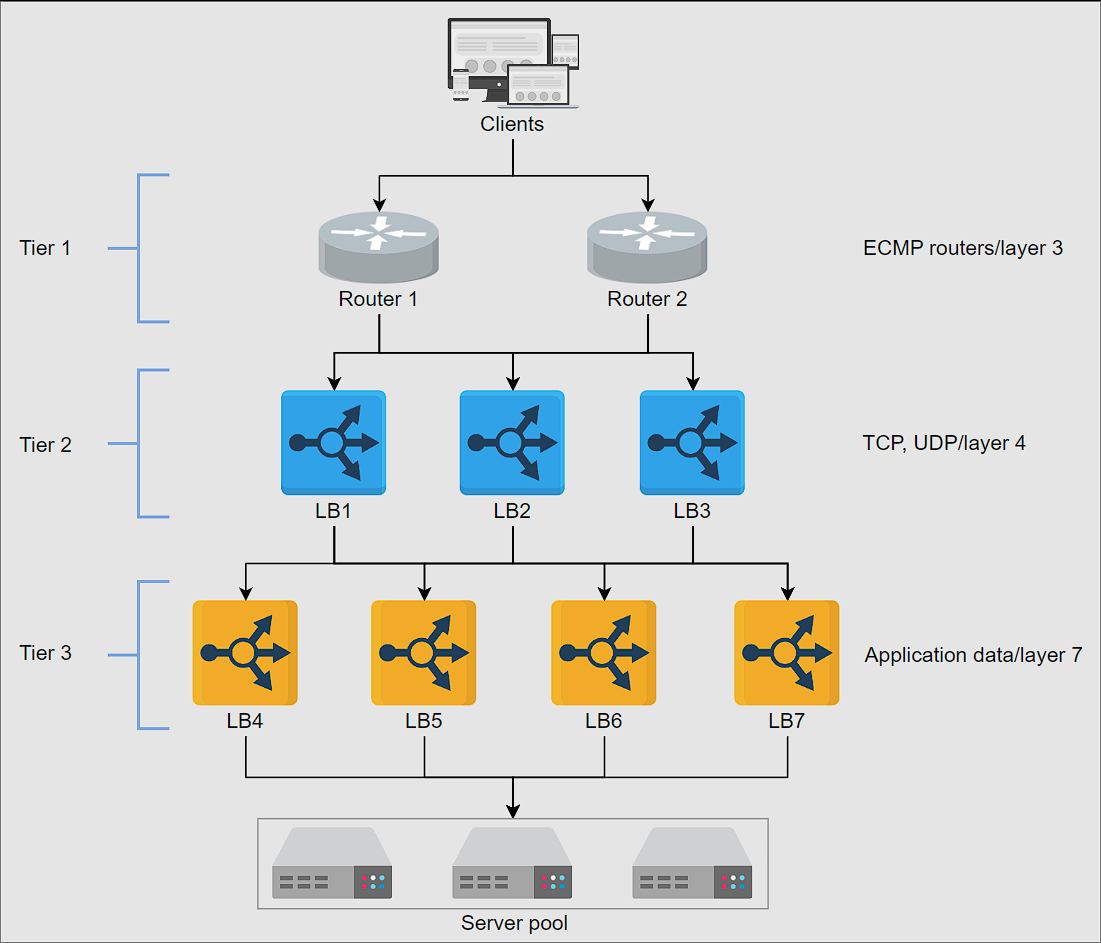 Clients
Tier 1
ECMP routers/layer 3
Router 1
Router 2
Tier 2
TCP, UDP/layer 4
LB1
LB2
LB3
Tier 3
Application data/layer 7
LB4
LB5
LB6
LB7
Server pool